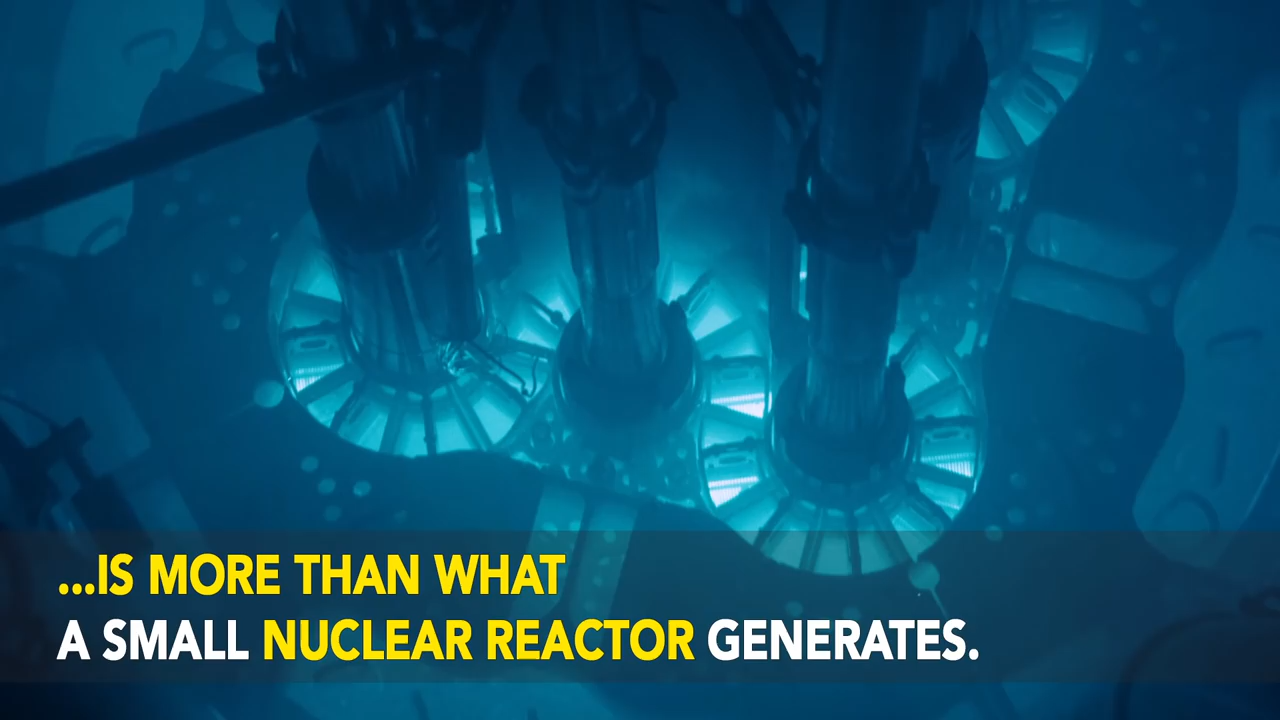 ...IS MORE THAN WHAT
A SMALL NUCLEAR REACTOR GENERATES.